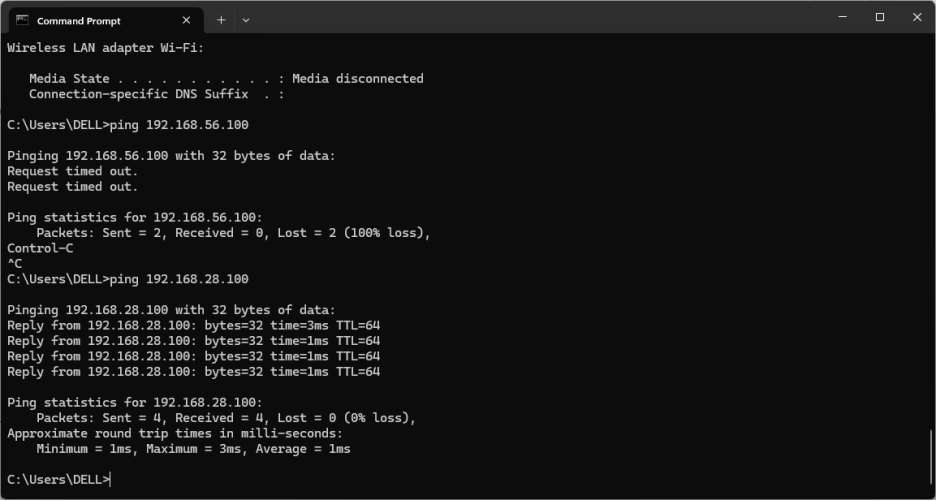 Command Prompt
Wireless LAN adapter Wi-Fi:
   Media State . . . . . . . . . . . : Media disconnected
   Connection-specific DNS Suffix  . :
C:\Users\DELL>ping 192.168.56.100
Pinging 192.168.56.100 with 32 bytes of data:
Request timed out.
Request timed out.
Ping statistics for 192.168.56.100:
    Packets: Sent = 2, Received = 0, Lost = 2 (100% loss),
Control-C
^C
C:\Users\DELL>ping 192.168.28.100
Pinging 192.168.28.100 with 32 bytes of data:
Reply from 192.168.28.100: bytes=32 time=3ms TTL=64
Reply from 192.168.28.100: bytes=32 time=1ms TTL=64
Reply from 192.168.28.100: bytes=32 time=1ms TTL=64
Reply from 192.168.28.100: bytes=32 time=1ms TTL=64
Ping statistics for 192.168.28.100:
    Packets: Sent = 4, Received = 4, Lost = 0 (0% loss),
Approximate round trip times in milli-seconds:
    Minimum = 1ms, Maximum = 3ms, Average = 1ms
C:\Users\DELL>